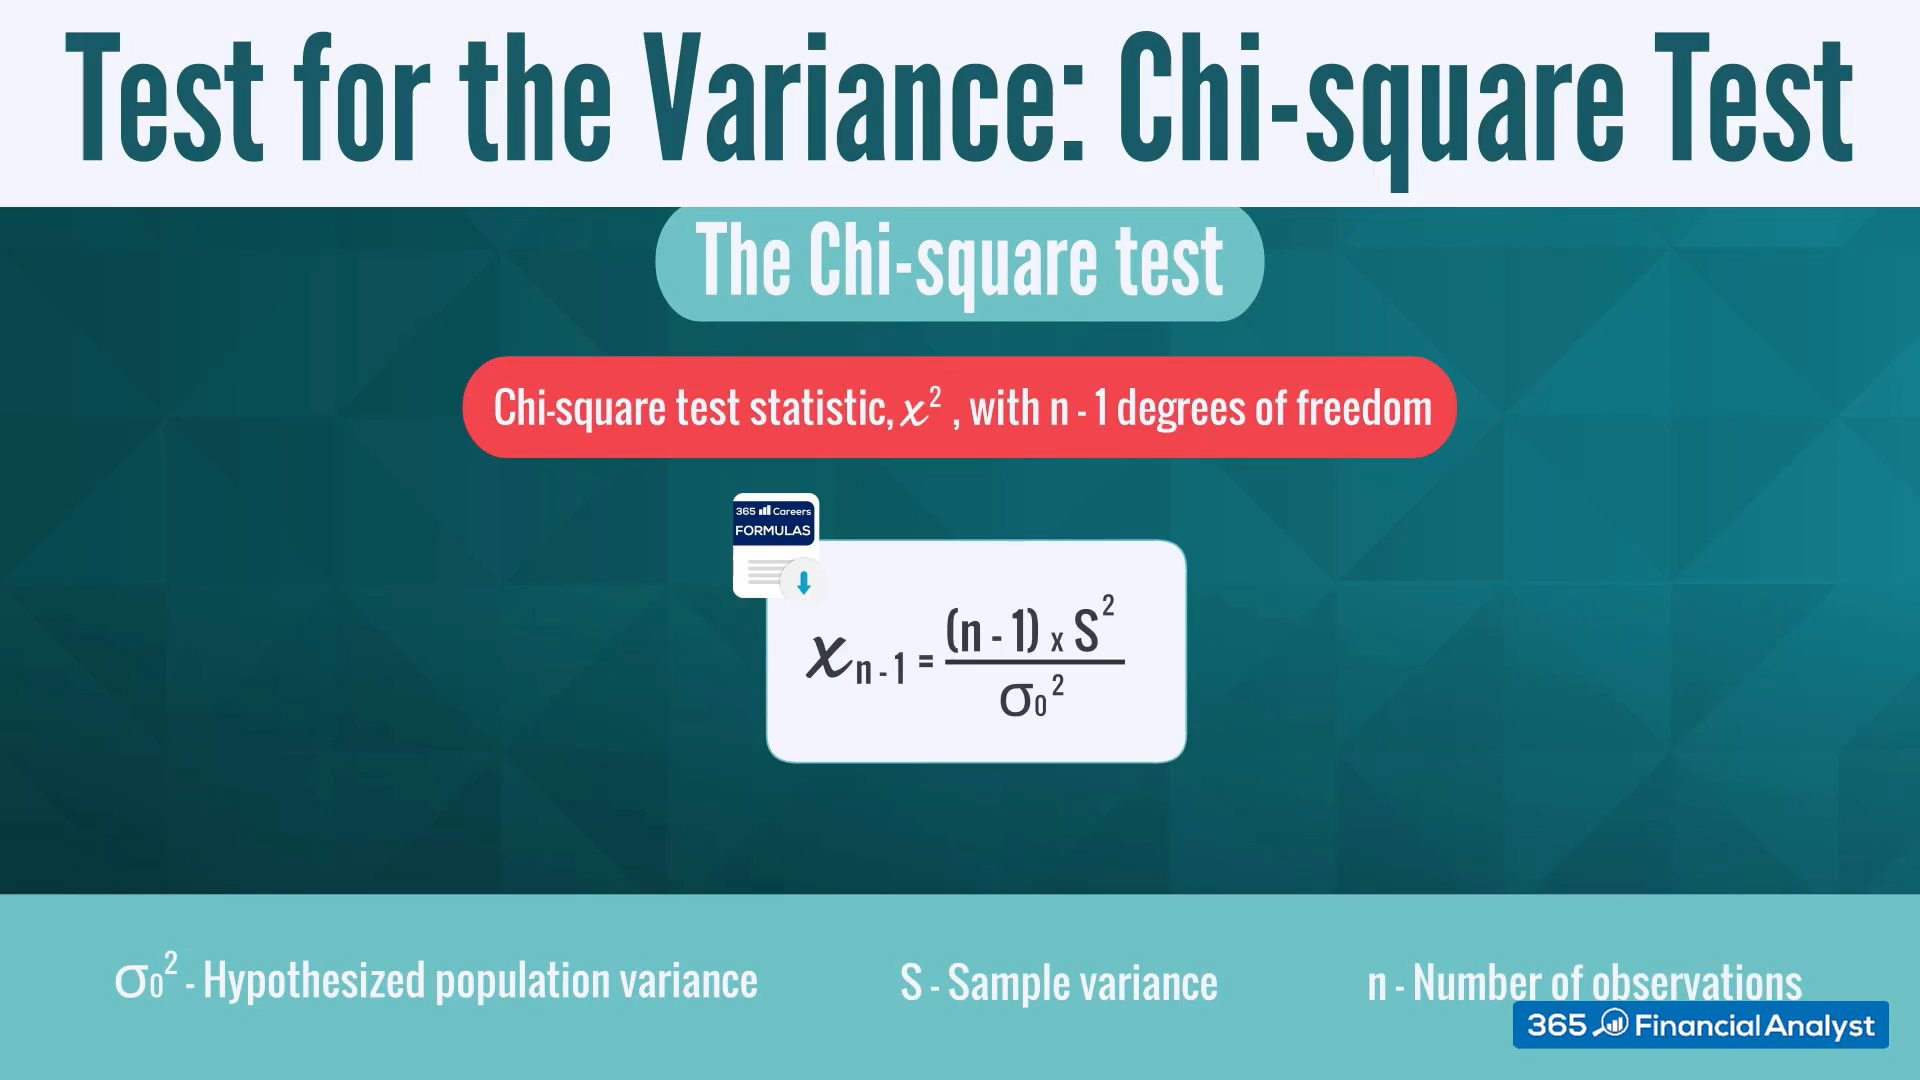 Test for the Variance: Chi-square Test
The Chi-square test
Chi-square test statistic, x² , with n - 1 degrees of freedom
365 Careers
FORMULAS
xₙ₋₁ = (n - 1) x S² / σ₀²
σ₀² - Hypothesized population variance
S - Sample variance
n - Number of observations
365 Financial Analyst